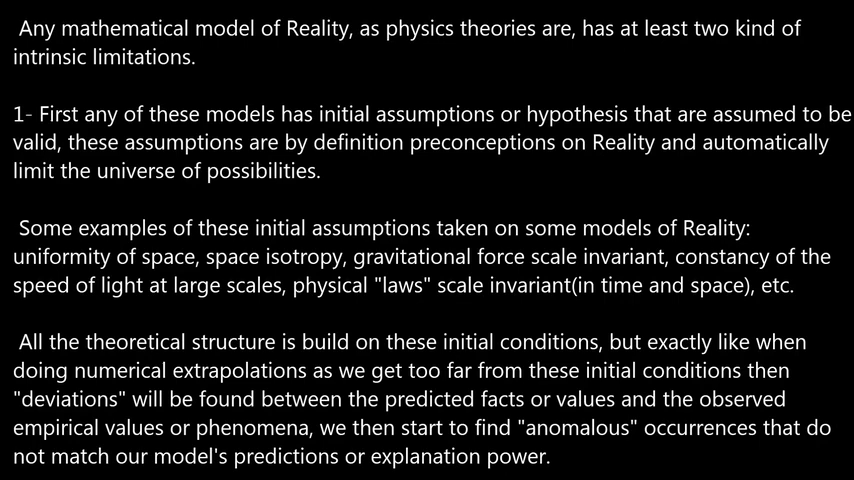 Any mathematical model of Reality, as physics theories are, has at least two kind of
intrinsic limitations.
1- First any of these models has initial assumptions or hypothesis that are assumed to be
valid, these assumptions are by definition preconceptions on Reality and automatically
limit the universe of possibilities.
Some examples of these initial assumptions taken on some models of Reality:
uniformity of space, space isotropy, gravitational force scale invariant, constancy of the
speed of light at large scales, physical "laws" scale invariant(in time and space), etc.
All the theoretical structure is build on these initial conditions, but exactly like when
doing numerical extrapolations as we get too far from these initial conditions then
"deviations" will be found between the predicted facts or values and the observed
empirical values or phenomena, we then start to find "anomalous" occurrences that do
not match our model's predictions or explanation power.